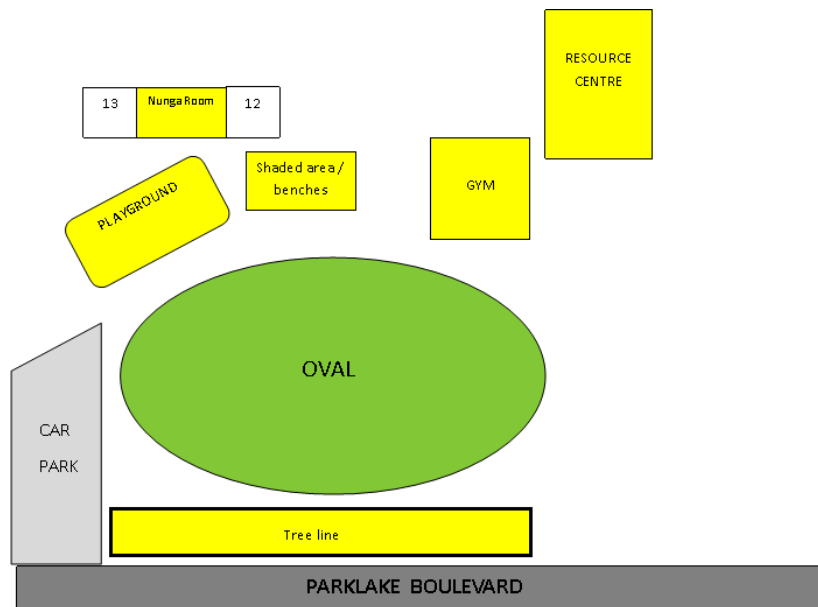 RESOURCE
CENTRE
13
Nunga Room
12
Shaded area /
benches
GYM
PLAYGROUND
OVAL
CAR
PARK
Tree line
PARKLAKE BOULEVARD